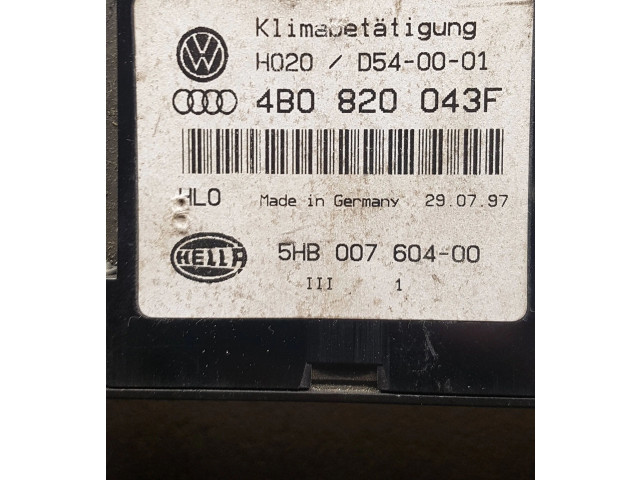 Klimabetätigung
H020 / D54-00-01
4B0 820 043F
HLO Made in Germany 29.07.97
HELLA 5HB 007 604-00
III 1